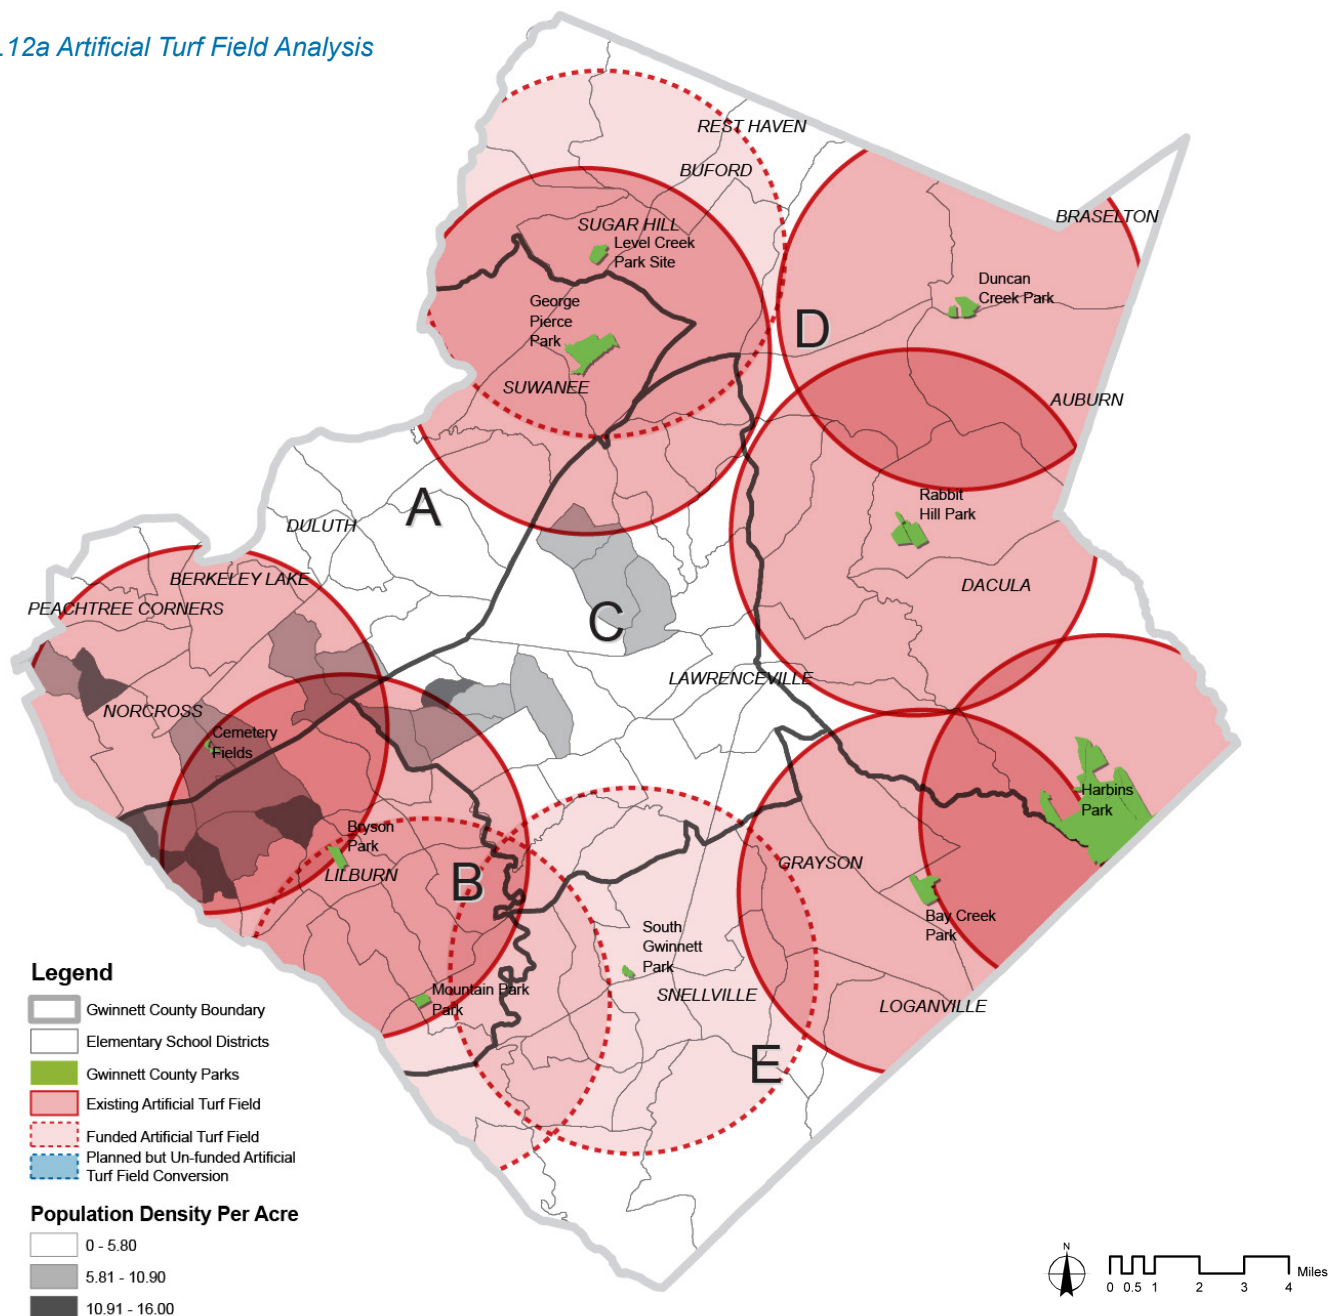 .12a Artificial Turf Field Analysis
REST HAVEN
BUFORD
BRASELTON
SUGAR HILL
Level Creek
Park Site
Duncan
Creek Park
George
Pierce
Park
D
SUWANEE
AUBURN
A
DULUTH
Rabbit
Hill Park
BERKELEY LAKE
DACULA
PEACHTREE CORNERS
C
LAWRENCEVILLE
NORCROSS
Cemetery
Fields
Harbins
Park
Bryson
Park
LILBURN
B
GRAYSON
Bay Creek
Park
South
Gwinnett
Park
SNELLVILLE
Mountain Park
Park
LOGANVILLE
E
Legend
Gwinnett County Boundary
Elementary School Districts
Gwinnett County Parks
Existing Artificial Turf Field
Funded Artificial Turf Field
Planned but Un-funded Artificial
Turf Field Conversion
Population Density Per Acre
0 - 5.80
5.81 - 10.90
10.91 - 16.00
N
0 0.5 1 2 3 4 Miles